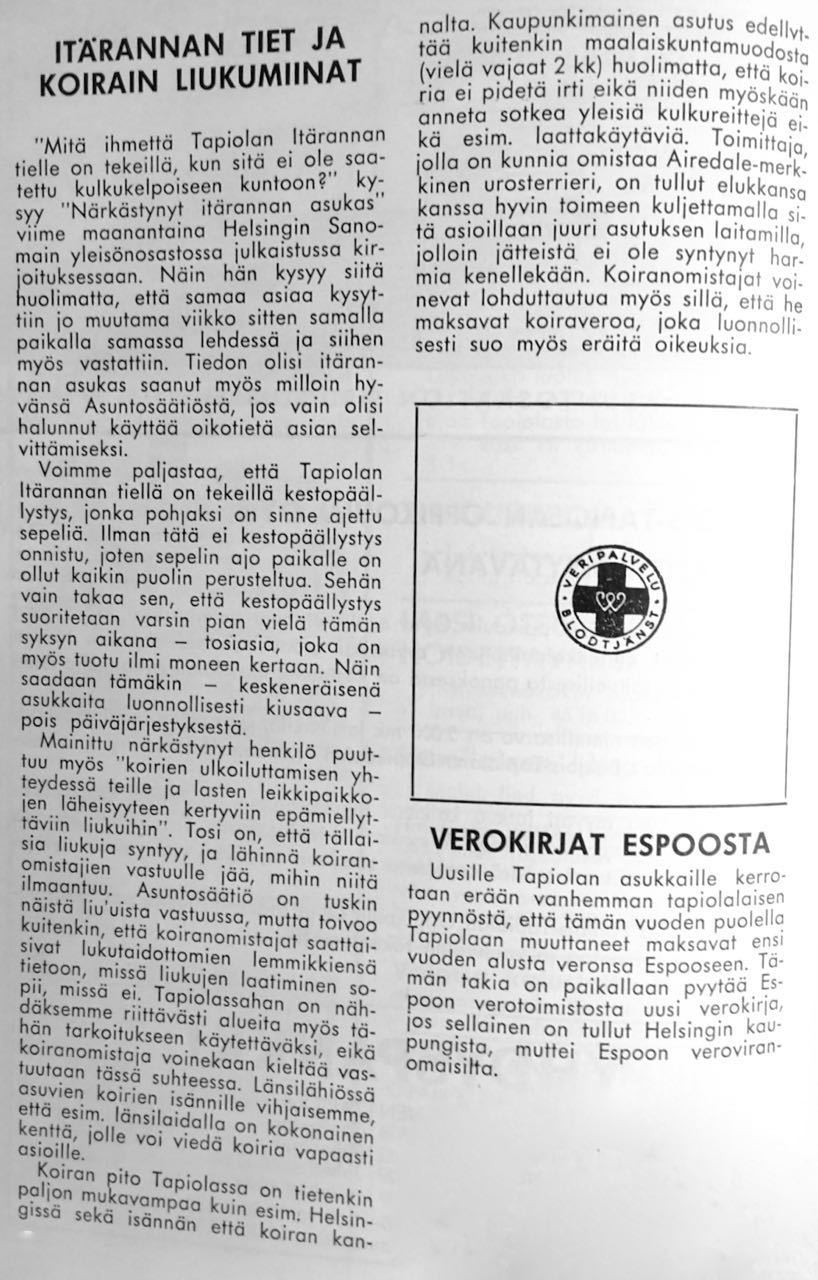 ITÄRANNAN TIET JA
KOIRAIN LIUKUMIINAT
"Mitä ihmettä Tapiolan Itärannan
tielle on tekeillä, kun sitä ei ole saa-
tettu kulkukelpoiseen kuntoon?" ky-
syy "Närkästynyt itärannan asukas"
viime maanantaina Helsingin Sano-
main yleisönosastossa julkaistussa kir-
joituksessaan. Näin hän kysyy siitä
huolimatta, että samaa asiaa kysyt-
tiin jo muutama viikko sitten samalla
paikalla samassa lehdessä ja siihen
myös vastattiin. Tiedon olisi itäran-
nan asukas saanut myös milloin hy-
vänsä Asuntosäätiöstä, jos vain olisi
halunnut käyttää oikotietä asian sel-
vittämiseksi.
Voimme paljastaa, että Tapiolan
Itärannan tiellä on tekeillä kestopääl-
lystys, jonka pohjaksi on sinne ajettu
sepeliä. Ilman tätä ei kestopäällystys
onnistu, joten sepelin ajo paikalle on
ollut kaikin puolin perusteltua. Sehän
vain takaa sen, että kestopäällystys
suoritetaan varsin pian vielä tämän
syksyn aikana – tosiasia, joka on
myös tuotu ilmi moneen kertaan. Näin
saadaan tämäkin – keskeneräisenä
asukkaita luonnollisesti kiusaava –
pois päiväjärjestyksestä.
Mainittu närkästynyt henkilö puut-
tuu myös "koirien ulkoiluttamisen yh-
teydessä teille ja lasten leikkipaikko-
jen läheisyyteen kertyviin epämiellyt-
täviin liukuihin". Tosi on, että tällai-
sia liukuja syntyy, ja lähinnä koiran-
omistajien vastuulle jää, mihin niitä
ilmaantuu. Asuntosäätiö on tuskin
näistä liu'uista vastuussa, mutta toivoo
kuitenkin, että koiranomistajat saattai-
sivat lukutaidottomien lemmikkiensä
tietoon, missä liukujen laatiminen so-
pii, missä ei. Tapiolassahan on näh-
däksemme riittävästi alueita myös tä-
hän tarkoitukseen käytettäväksi, eikä
koiranomistaja voinekaan kieltää vas-
tuutaan tässä suhteessa. Länsilähiössä
asuvien koirien isännille vihjaisemme,
että esim. länsilaidalla on kokonainen
kenttä, jolle voi viedä koiria vapaasti
asioille.
Koiran pito Tapiolassa on tietenkin
paljon mukavampaa kuin esim. Helsin-
gissä sekä isännän että koiran kan-
nalta. Kaupunkimainen asutus edellyt-
tää kuitenkin maalaiskuntamuodosta
(vielä vajaat 2 kk) huolimatta, että koi-
ria ei pidetä irti eikä niiden myöskään
anneta sotkea yleisiä kulkureittejä ei-
kä esim. laattakäytäviä. Toimittaja,
jolla on kunnia omistaa Airedale-merk-
kinen urosterrieri, on tullut elukkansa
kanssa hyvin toimeen kuljettamalla si-
tä asioillaan juuri asutuksen laitamilla,
jolloin jätteistä ei ole syntynyt har-
mia kenellekään. Koiranomistajat voi-
nevat lohduttautua myös sillä, että he
maksavat koiraveroa, joka luonnolli-
sesti suo myös eräitä oikeuksia.
VERIPALVELU
BLODTJÄNST
VEROKIRJAT ESPOOSTA
Uusille Tapiolan asukkaille kerro-
taan erään vanhemman tapiolalaisen
pyynnöstä, että tämän vuoden puolella
Tapiolaan muuttaneet maksavat ensi
vuoden alusta veronsa Espooseen. Tä-
män takia on paikallaan pyytää Es-
poon verotoimistosta uusi verokirja,
jos sellainen on tullut Helsingin kau-
pungista, muttei Espoon veroviran-
omaisilta.